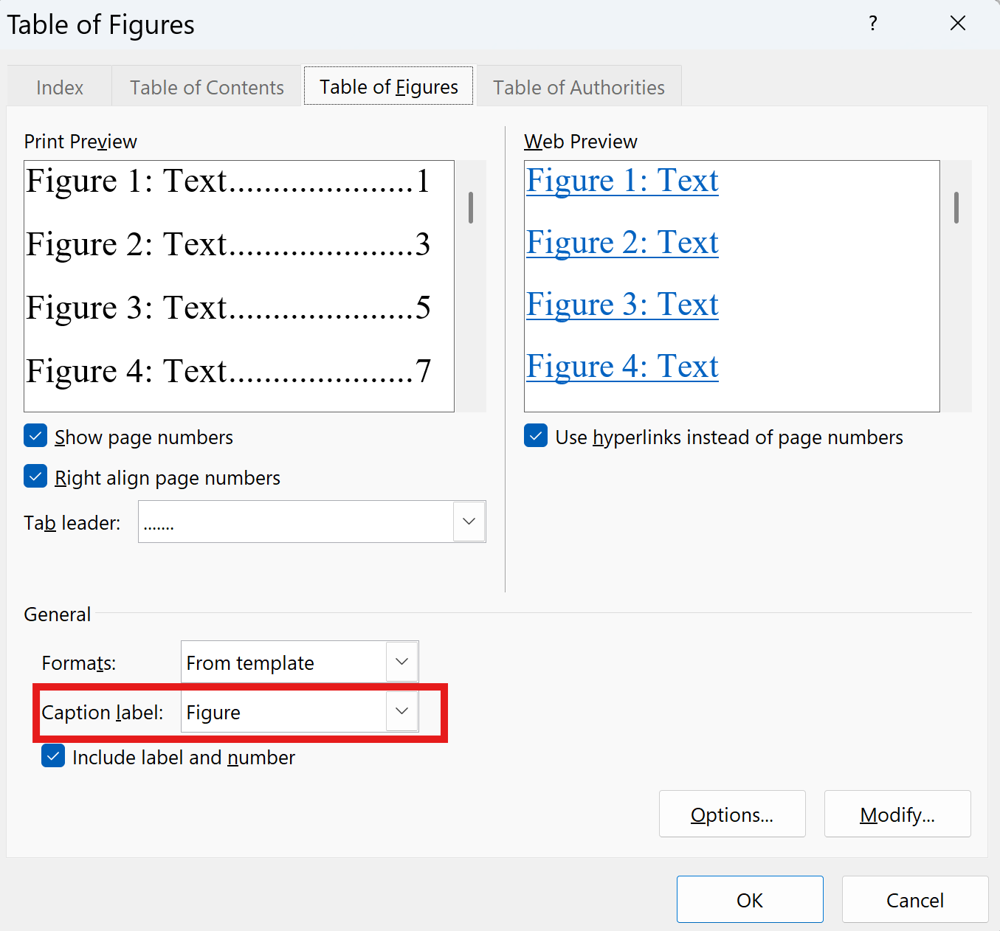 Table of Figures ?
Index Table of Contents Table of Figures Table of Authorities
Print Preview
Figure 1: Text.....................1
Figure 2: Text.....................3
Figure 3: Text.....................5
Figure 4: Text.....................7
Show page numbers
Right align page numbers
Tab leader: .......
Web Preview
Figure 1: Text
Figure 2: Text
Figure 3: Text
Figure 4: Text
Use hyperlinks instead of page numbers
General
Formats: From template
Caption label: Figure
Include label and number
Options... Modify...
OK Cancel